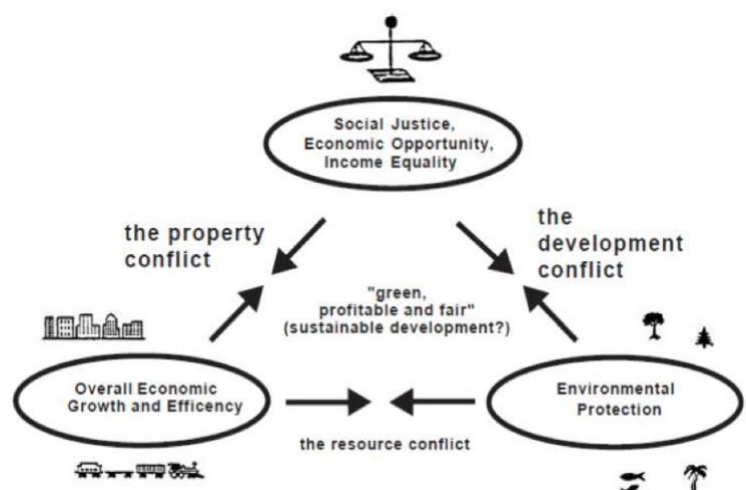 Social Justice,
Economic Opportunity,
Income Equality
the property
conflict
the
development
conflict
"green,
profitable and fair"
(sustainable development?)
Overall Economic
Growth and Efficency
Environmental
Protection
the resource conflict